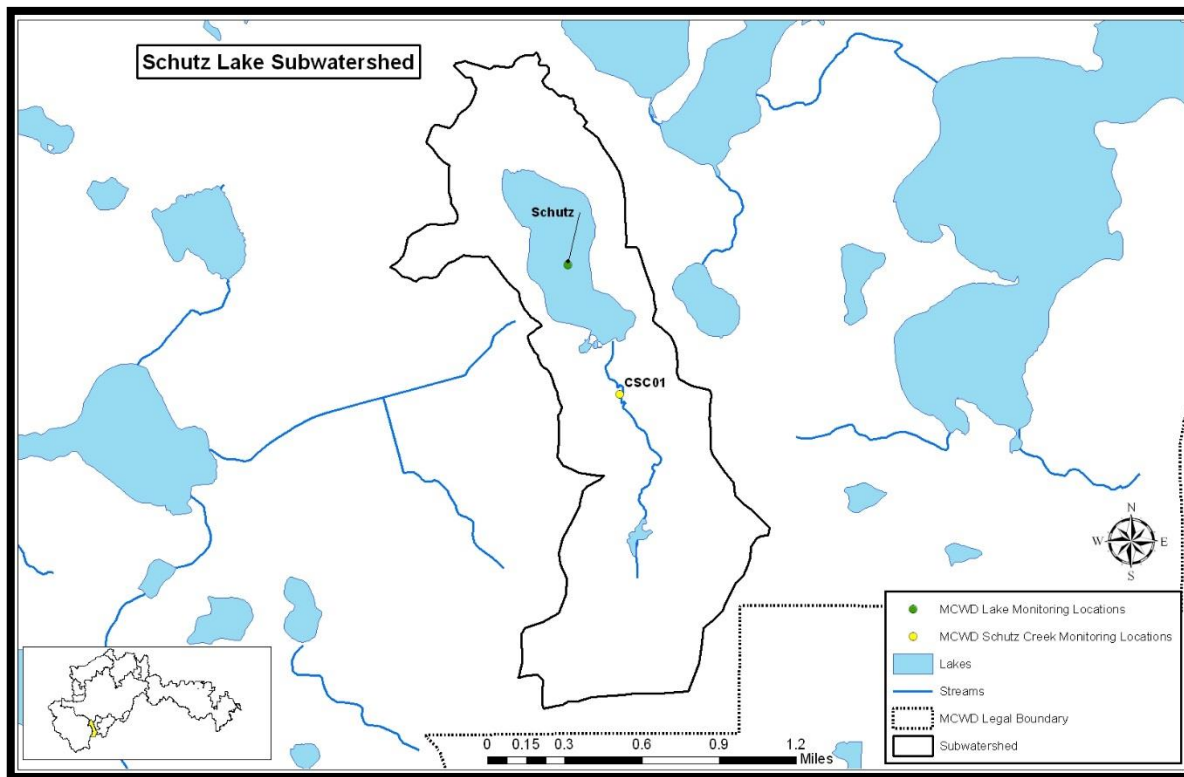 Schutz Lake Subwatershed
Schutz
CSC01
N
W E
S
MCWD Lake Monitoring Locations
MCWD Schutz Creek Monitoring Locations
Lakes
Streams
MCWD Legal Boundary
Subwatershed
0 0.15 0.3 0.6 0.9 1.2
Miles